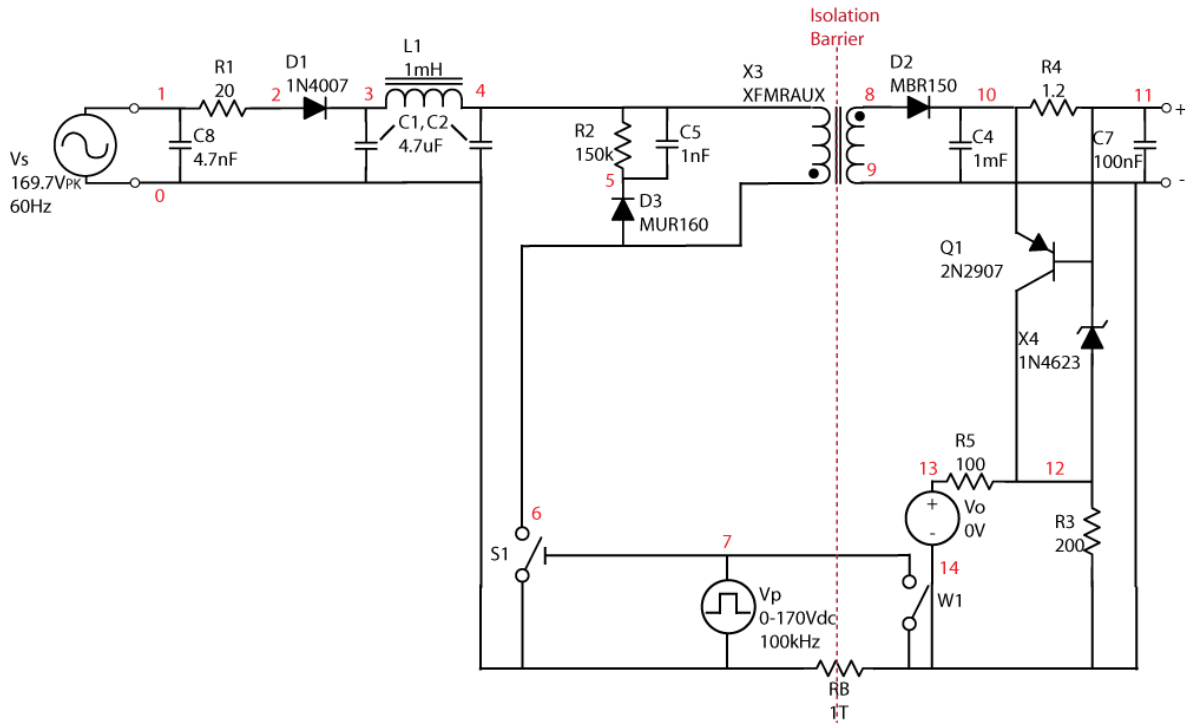 Isolation
Barrier
L1
1mH
D1
1N4007
R1
20
1
2
3
4
C8
4.7nF
C1, C2
4.7uF
Vs
169.7VPK
60Hz
0
R2
150k
C5
1nF
5
D3
MUR160
X3
XFMRAUX
8
9
D2
MBR150
10
R4
1.2
11
+
-
C4
1mF
C7
100nF
Q1
2N2907
X4
1N4623
R5
100
13
12
+
-
Vo
0V
R3
200
6
S1
7
14
W1
Vp
0-170Vdc
100kHz
RB
1T